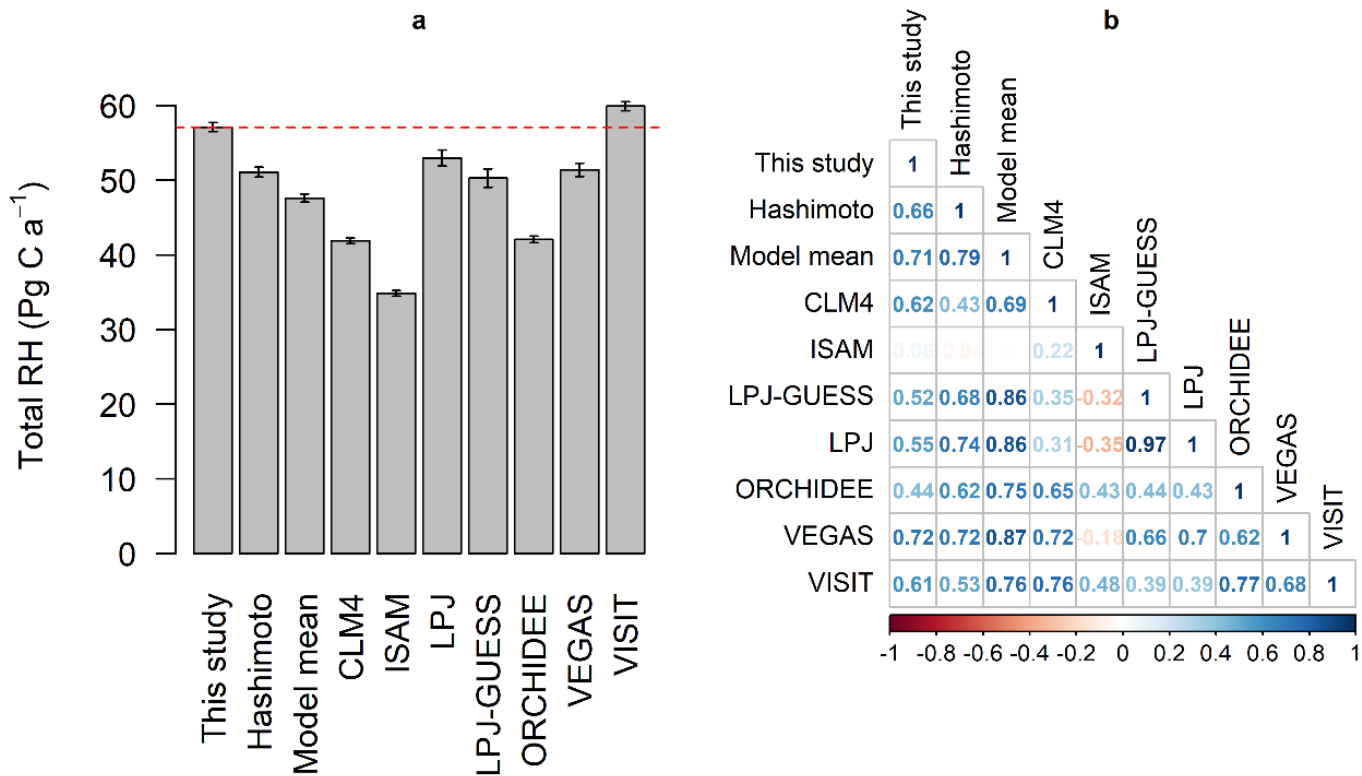 a
Total RH (Pg C a⁻¹)
60
50
40
30
20
10
0
This study
Hashimoto
Model mean
CLM4
ISAM
LPJ
LPJ-GUESS
ORCHIDEE
VEGAS
VISIT
b
This study
Hashimoto
Model mean
CLM4
ISAM
LPJ-GUESS
LPJ
ORCHIDEE
VEGAS
VISIT
This study 1
Hashimoto 0.66 1
Model mean 0.71 0.79 1
CLM4 0.62 0.43 0.69 1
ISAM 0.06 -0.04 0.22 1
LPJ-GUESS 0.52 0.68 0.86 0.35 -0.32 1
LPJ 0.55 0.74 0.86 0.31 -0.35 0.97 1
ORCHIDEE 0.44 0.62 0.75 0.65 0.43 0.44 0.43 1
VEGAS 0.72 0.72 0.87 0.72 -0.18 0.66 0.7 0.62 1
VISIT 0.61 0.53 0.76 0.76 0.48 0.39 0.39 0.77 0.68 1
-1 -0.8 -0.6 -0.4 -0.2 0 0.2 0.4 0.6 0.8 1